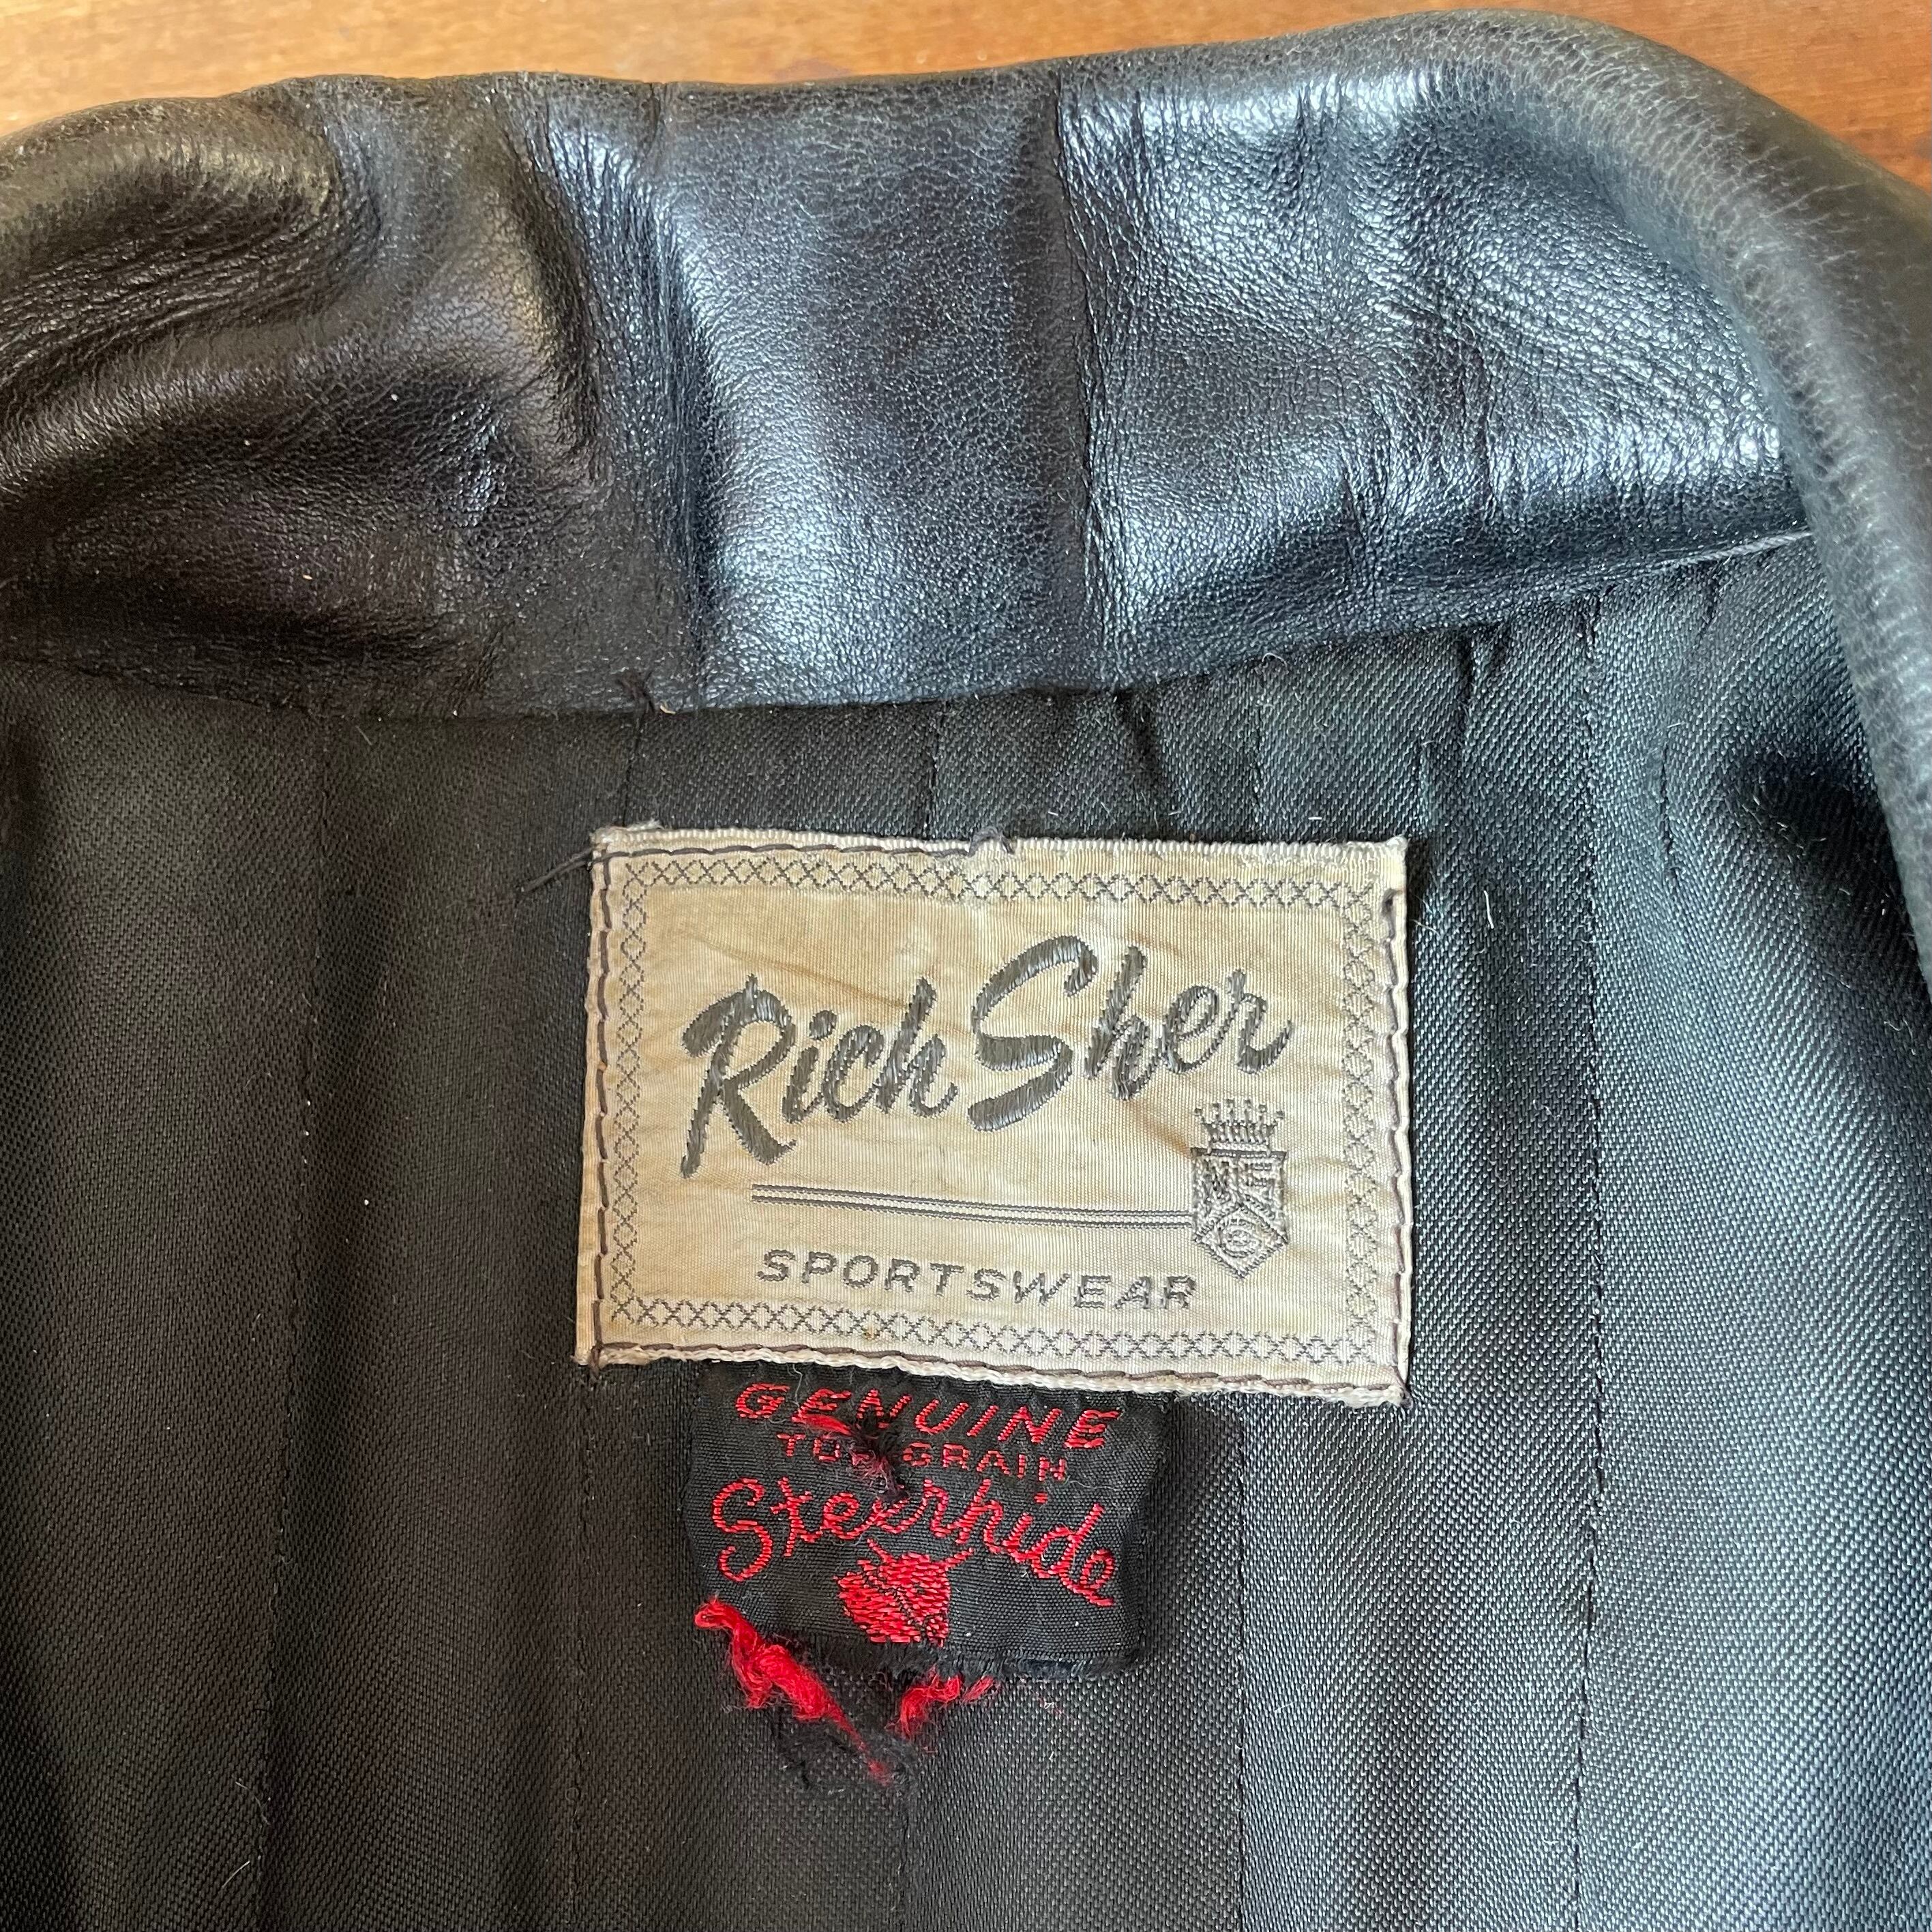 Rich Sher
SPORTSWEAR
GENUINE
TOP GRAIN
Steerhide